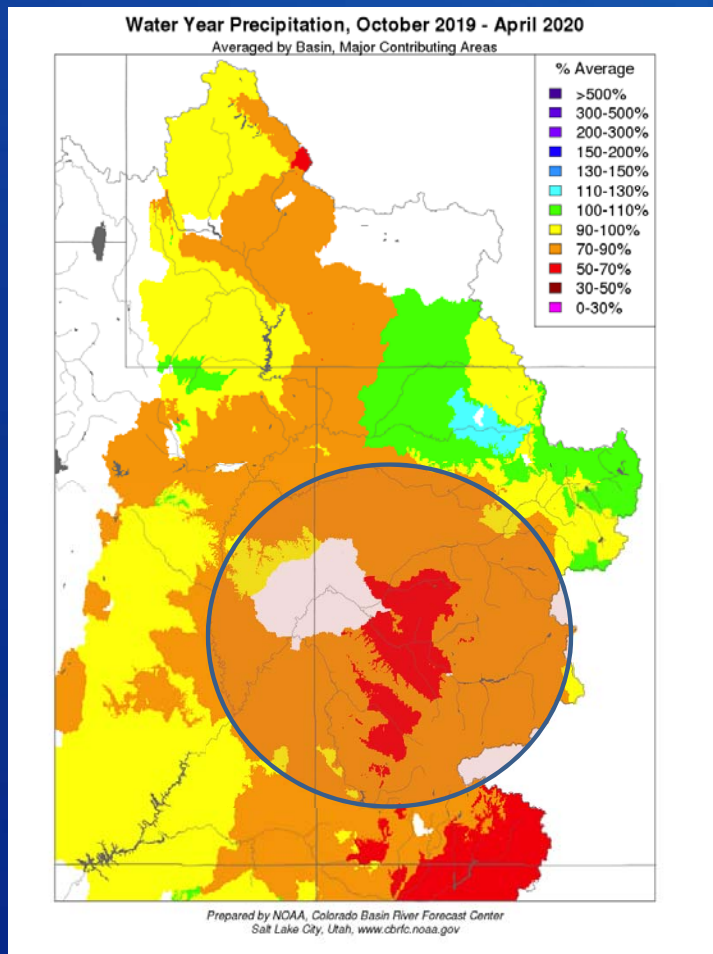 Water Year Precipitation, October 2019 - April 2020
Averaged by Basin, Major Contributing Areas
% Average
>500%
300-500%
200-300%
150-200%
130-150%
110-130%
100-110%
90-100%
70-90%
50-70%
30-50%
0-30%
Prepared by NOAA, Colorado Basin River Forecast Center
Salt Lake City, Utah, www.cbrfc.noaa.gov